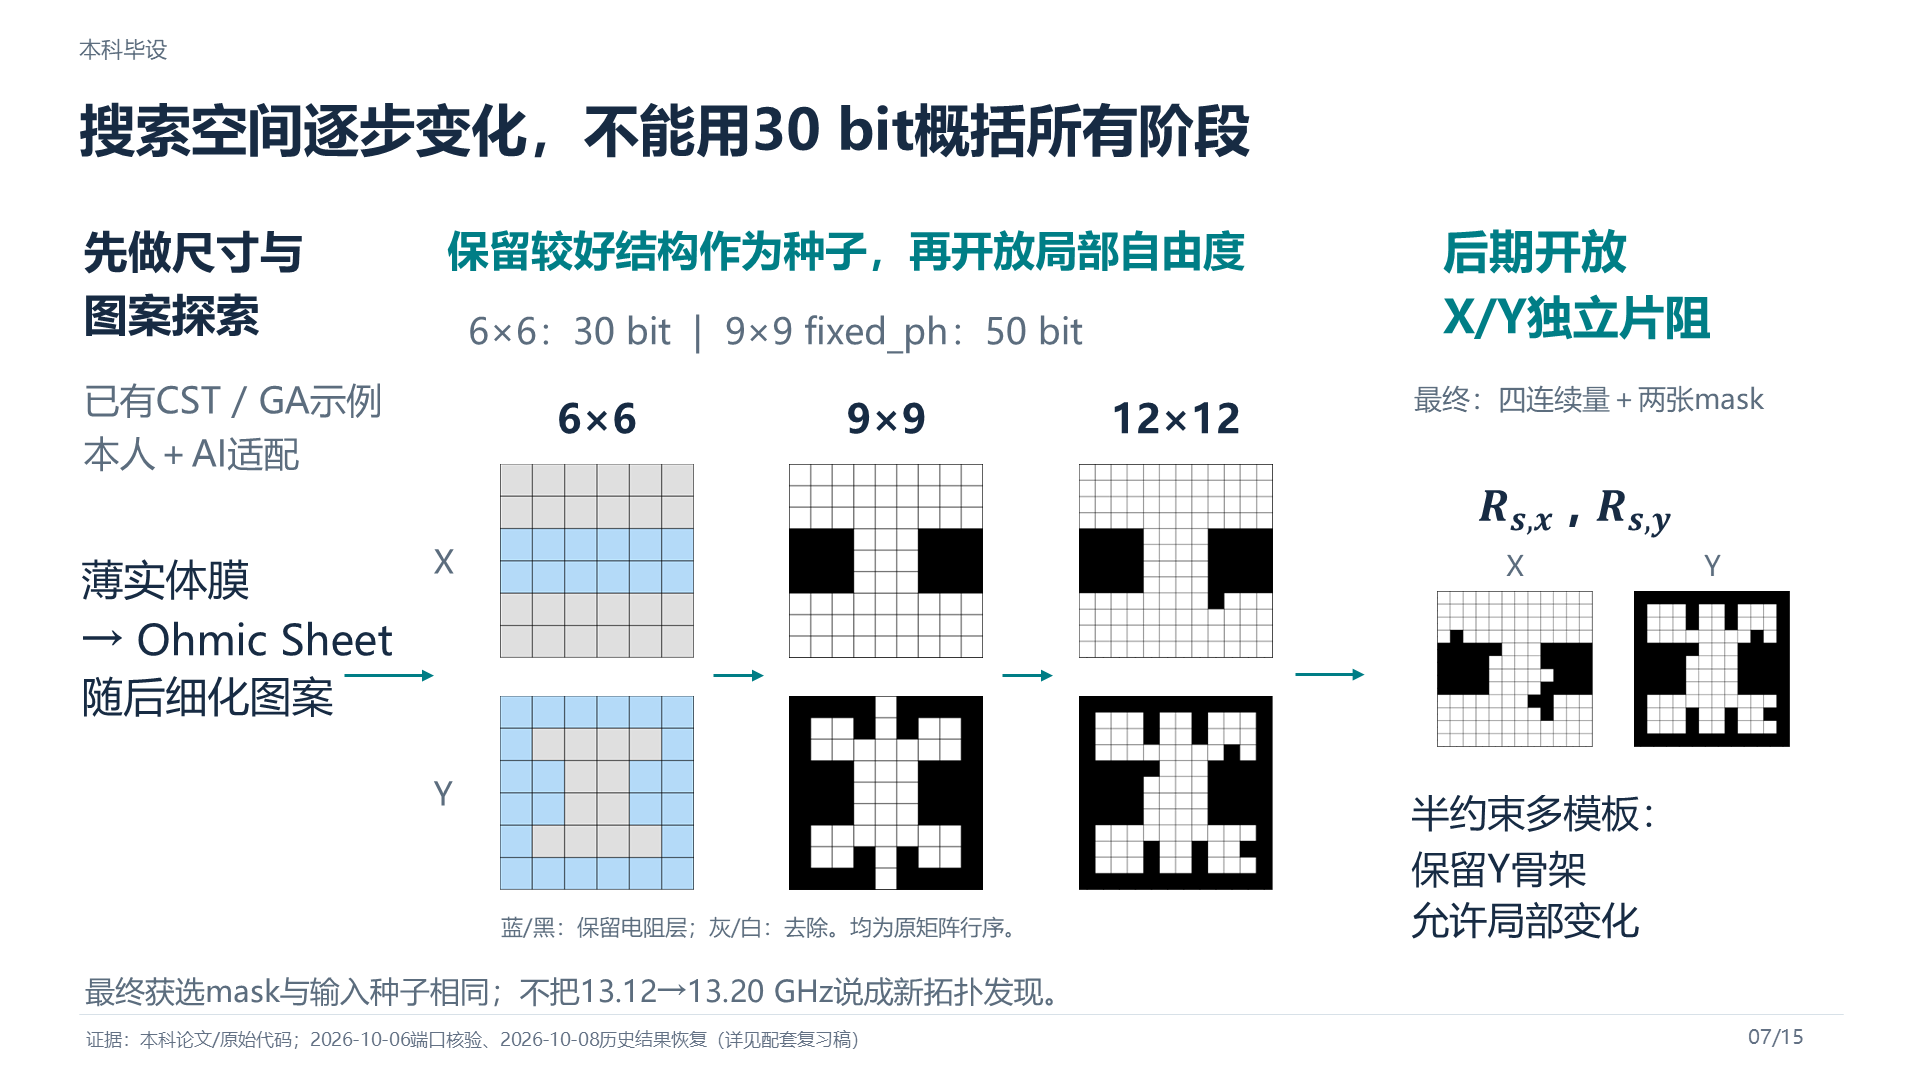 本科毕设
搜索空间逐步变化，不能用30 bit概括所有阶段
先做尺寸与
图案探索
已有CST / GA示例
本人＋AI适配
薄实体膜
→ Ohmic Sheet
随后细化图案
保留较好结构作为种子，再开放局部自由度
6×6：30 bit | 9×9 fixed_ph：50 bit
6×6
9×9
12×12
X
Y
蓝/黑：保留电阻层；灰/白：去除。均为原矩阵行序。
后期开放
X/Y独立片阻
最终：四连续量＋两张mask
R_{s,x} , R_{s,y}
X
Y
半约束多模板：
保留Y骨架
允许局部变化
最终获选mask与输入种子相同；不把13.12→13.20 GHz说成新拓扑发现。
证据：本科论文/原始代码；2026-10-06端口核验、2026-10-08历史结果恢复（详见配套复习稿）
07/15